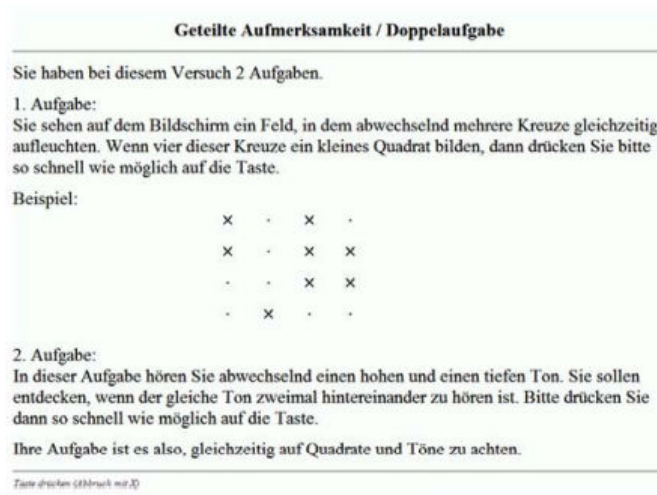 Geteilte Aufmerksamkeit / Doppelaufgabe
Sie haben bei diesem Versuch 2 Aufgaben.
1. Aufgabe:
Sie sehen auf dem Bildschirm ein Feld, in dem abwechselnd mehrere Kreuze gleichzeitig
aufleuchten. Wenn vier dieser Kreuze ein kleines Quadrat bilden, dann drücken Sie bitte
so schnell wie möglich auf die Taste.
Beispiel:
× · × ·
× · × ×
· · × ×
· × · ·
2. Aufgabe:
In dieser Aufgabe hören Sie abwechselnd einen hohen und einen tiefen Ton. Sie sollen
entdecken, wenn der gleiche Ton zweimal hintereinander zu hören ist. Bitte drücken Sie
dann so schnell wie möglich auf die Taste.
Ihre Aufgabe ist es also, gleichzeitig auf Quadrate und Töne zu achten.
Taste drücken (Abbruch mit X)